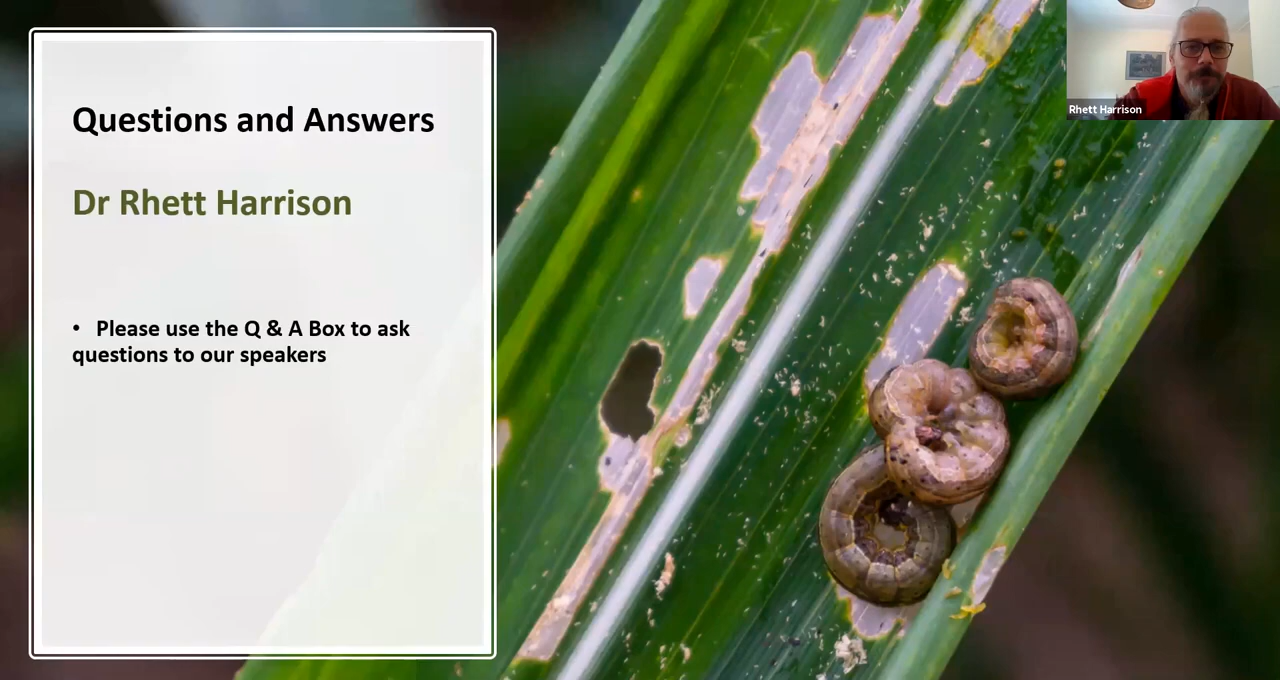 Questions and Answers
Dr Rhett Harrison
• Please use the Q & A Box to ask
questions to our speakers
Rhett Harrison